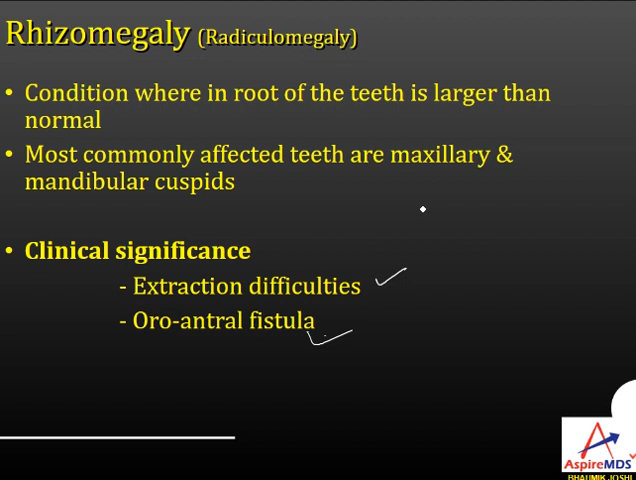 Rhizomegaly (Radiculomegaly)
• Condition where in root of the teeth is larger than
normal
• Most commonly affected teeth are maxillary &
mandibular cuspids
• Clinical significance
- Extraction difficulties
- Oro-antral fistula
AspireMDS
BHAUMIK JOSHI